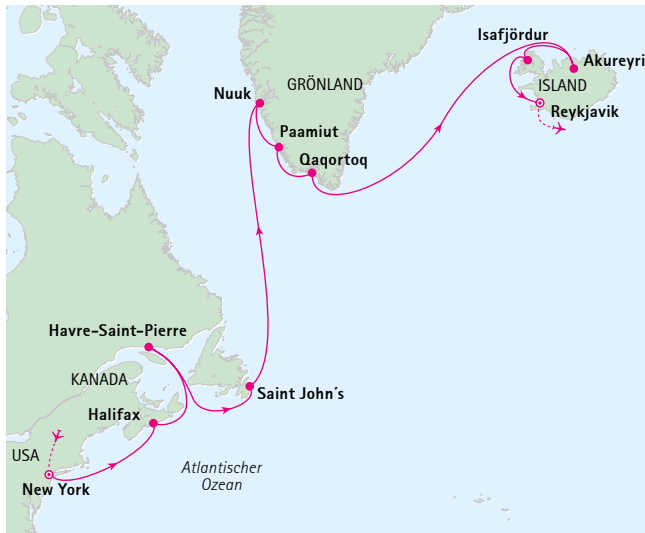 Isafjördur
Akureyri
GRÖNLAND
ISLAND
Nuuk
Reykjavik
Paamiut
Qaqortoq
Havre-Saint-Pierre
KANADA
Saint John´s
Halifax
USA
Atlantischer
Ozean
New York